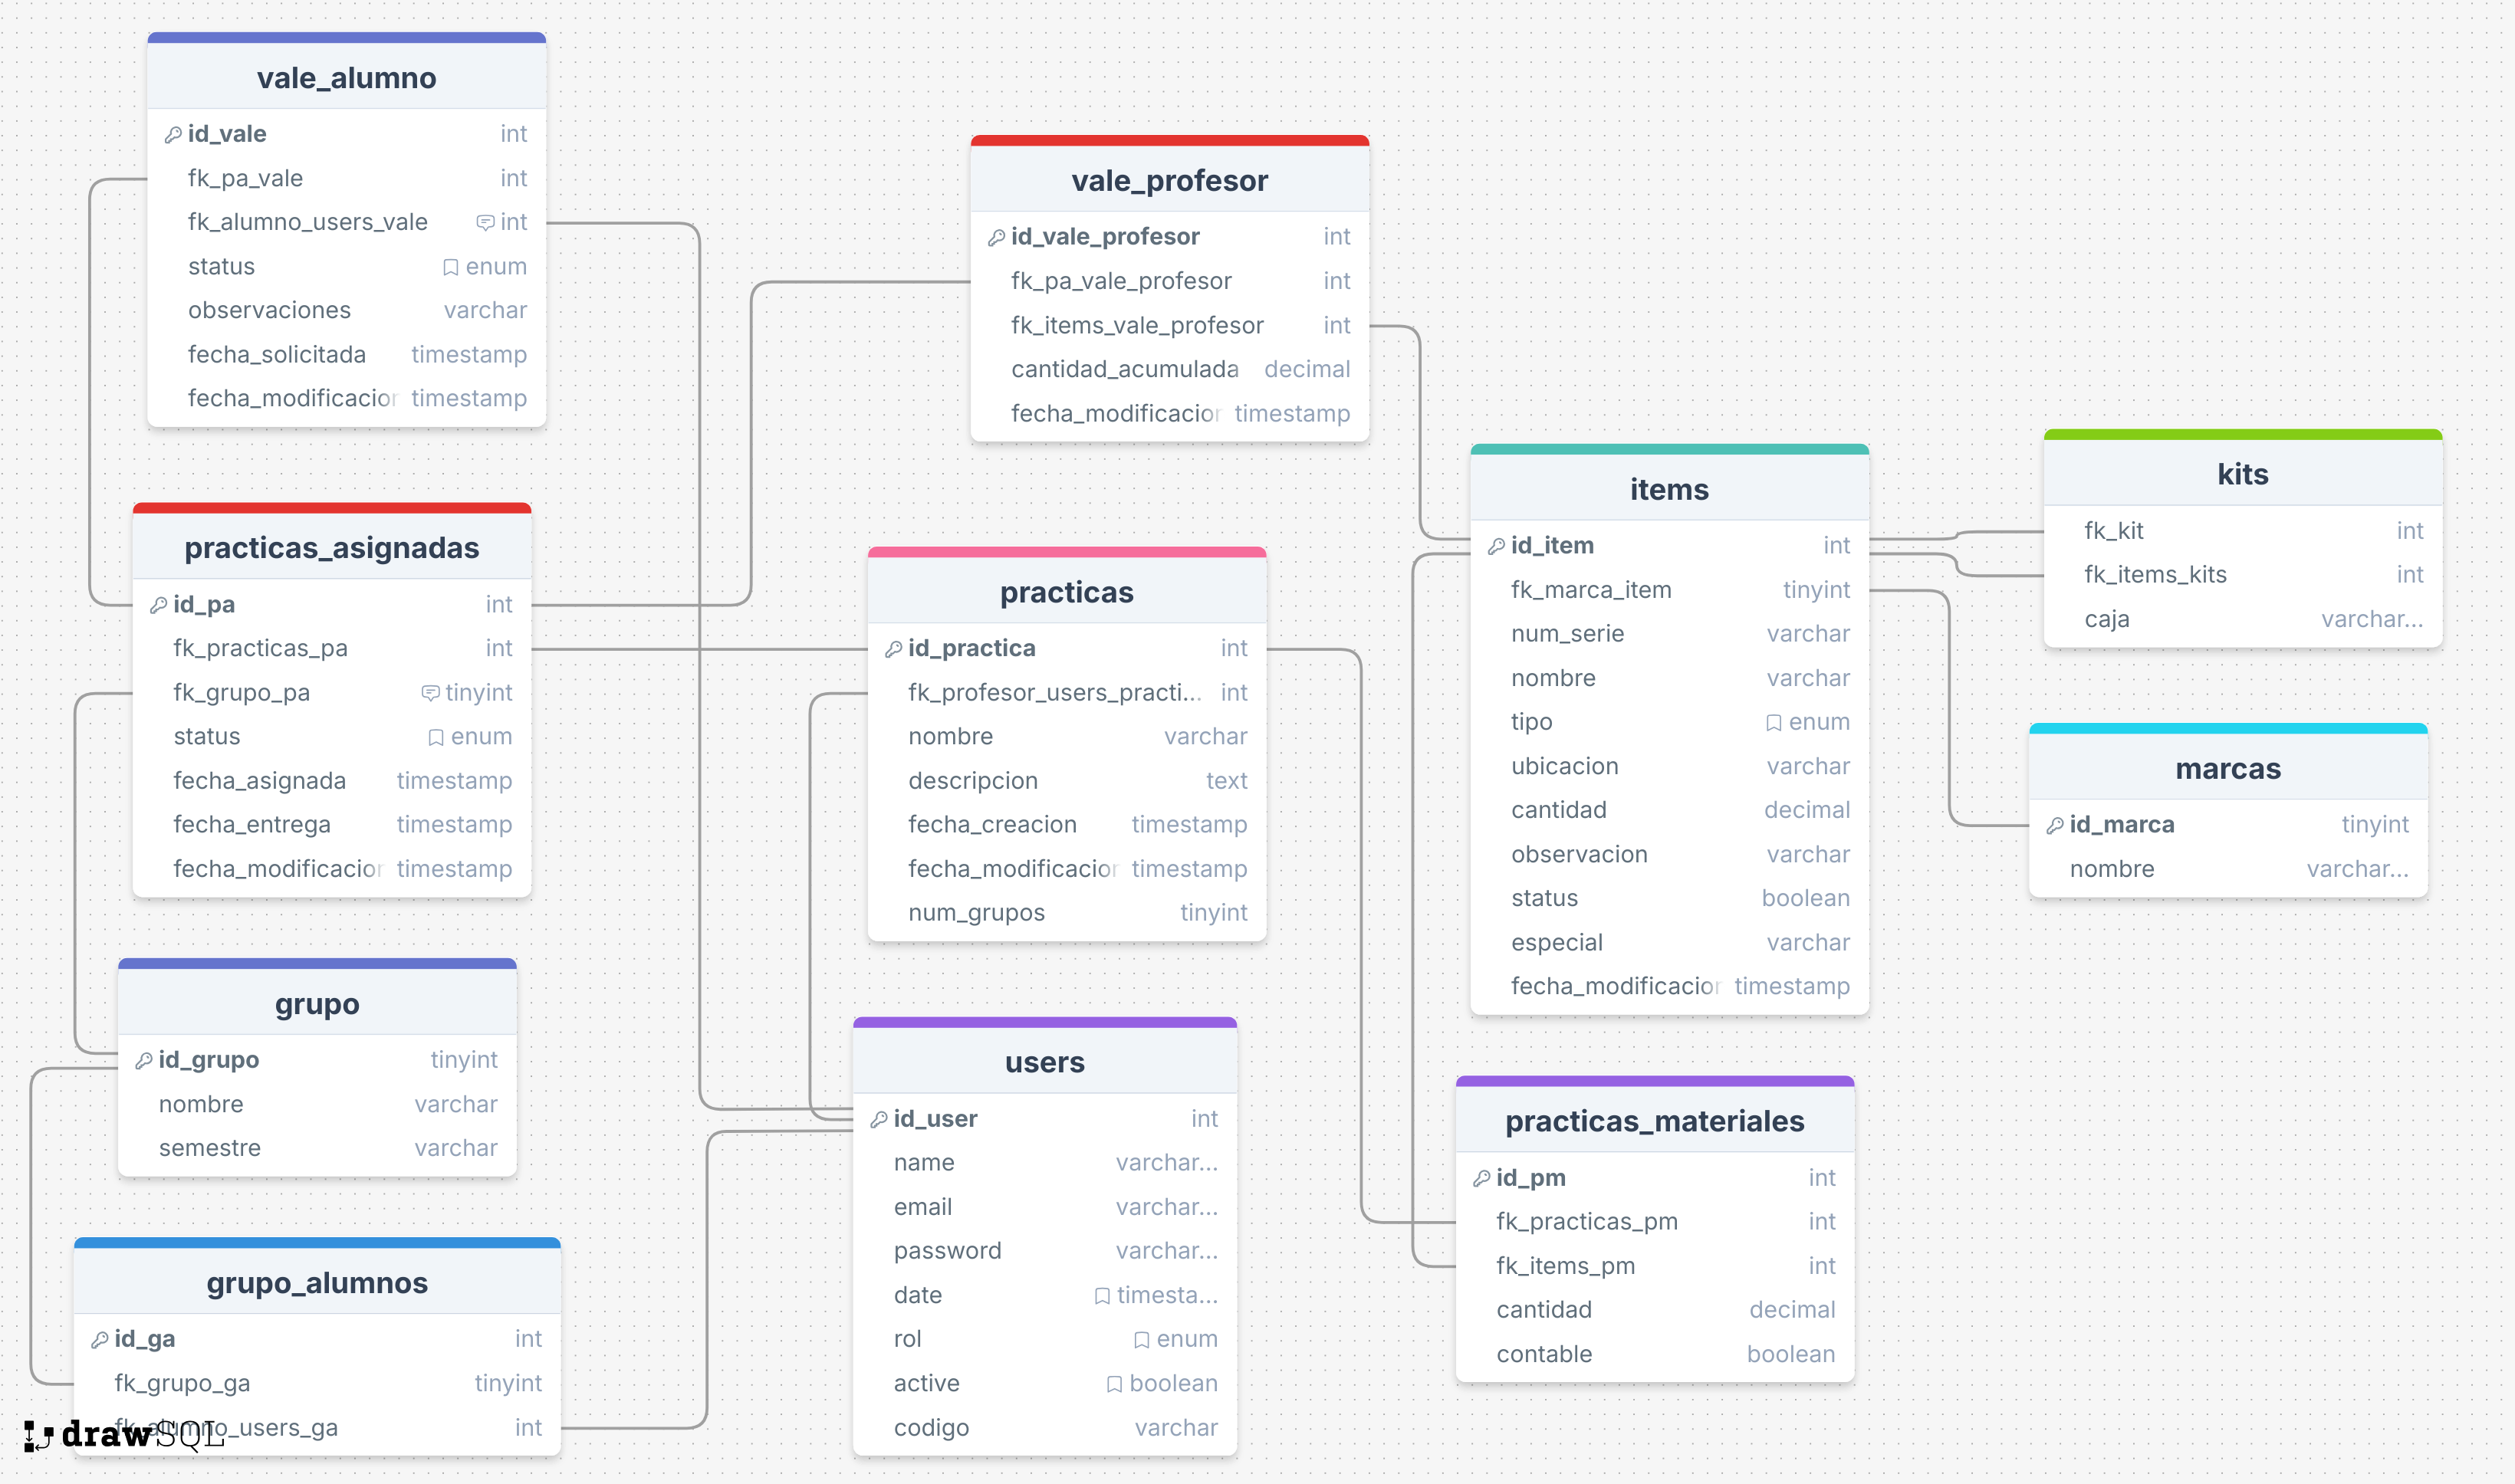 vale_alumno
id_vale int
fk_pa_vale int
fk_alumno_users_vale int
status enum
observaciones varchar
fecha_solicitada timestamp
fecha_modificacion timestamp
vale_profesor
id_vale_profesor int
fk_pa_vale_profesor int
fk_items_vale_profesor int
cantidad_acumulada decimal
fecha_modificacion timestamp
practicas_asignadas
id_pa int
fk_practicas_pa int
fk_grupo_pa tinyint
status enum
fecha_asignada timestamp
fecha_entrega timestamp
fecha_modificacion timestamp
practicas
id_practica int
fk_profesor_users_practi... int
nombre varchar
descripcion text
fecha_creacion timestamp
fecha_modificacion timestamp
num_grupos tinyint
items
id_item int
fk_marca_item tinyint
num_serie varchar
nombre varchar
tipo enum
ubicacion varchar
cantidad decimal
observacion varchar
status boolean
especial varchar
fecha_modificacion timestamp
kits
fk_kit int
fk_items_kits int
caja varchar...
marcas
id_marca tinyint
nombre varchar...
grupo
id_grupo tinyint
nombre varchar
semestre varchar
users
id_user int
name varchar...
email varchar...
password varchar...
date timesta...
rol enum
active boolean
codigo varchar
practicas_materiales
id_pm int
fk_practicas_pm int
fk_items_pm int
cantidad decimal
contable boolean
grupo_alumnos
id_ga int
fk_grupo_ga tinyint
fk_alumno_users_ga int
drawSQL